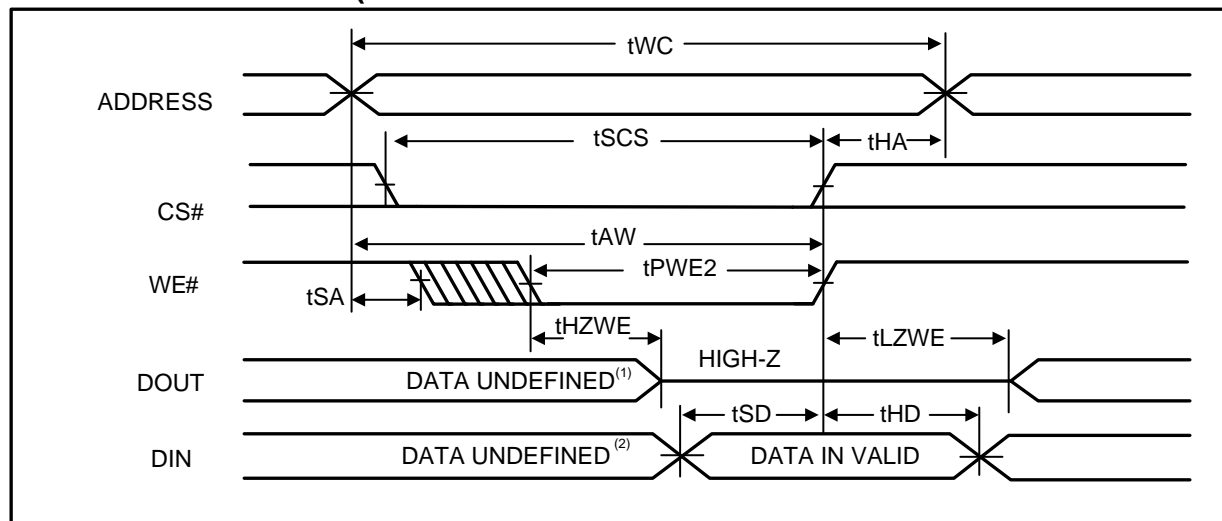 (
tWC
ADDRESS
tSCS
tHA
CS#
tAW
tPWE2
WE#
tSA
tHZWE
tLZWE
HIGH-Z
DOUT
DATA UNDEFINED(1)
tSD
tHD
DIN
DATA UNDEFINED (2)
DATA IN VALID